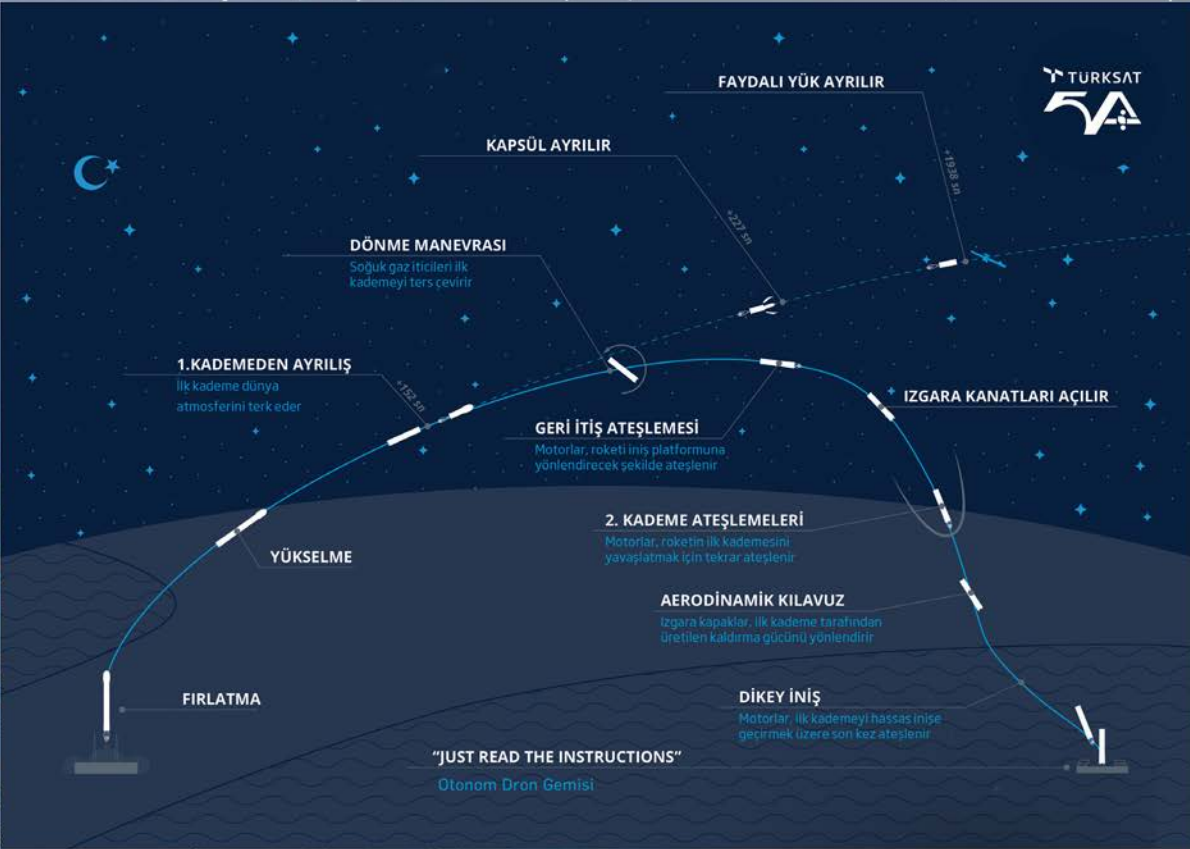 TÜRKSAT
5A
FAYDALI YÜK AYRILIR
+1938 sn
KAPSÜL AYRILIR
+227 sn
DÖNME MANEVRASI
Soğuk gaz iticileri ilk
kademeyi ters çevirir
1.KADEMEDEN AYRILIŞ
İlk kademe dünya
atmosferini terk eder
+152 sn
IZGARA KANATLARI AÇILIR
GERİ İTİŞ ATEŞLEMESİ
Motorlar, roketi iniş platformuna
yönlendirecek şekilde ateşlenir
2. KADEME ATEŞLEMELERİ
Motorlar, roketin ilk kademesini
yavaşlatmak için tekrar ateşlenir
YÜKSELME
AERODİNAMİK KILAVUZ
Izgara kapaklar, ilk kademe tarafından
üretilen kaldırma gücünü yönlendirir
FIRLATMA
DİKEY İNİŞ
Motorlar, ilk kademeyi hassas inişe
geçirmek üzere son kez ateşlenir
"JUST READ THE INSTRUCTIONS"
Otonom Dron Gemisi